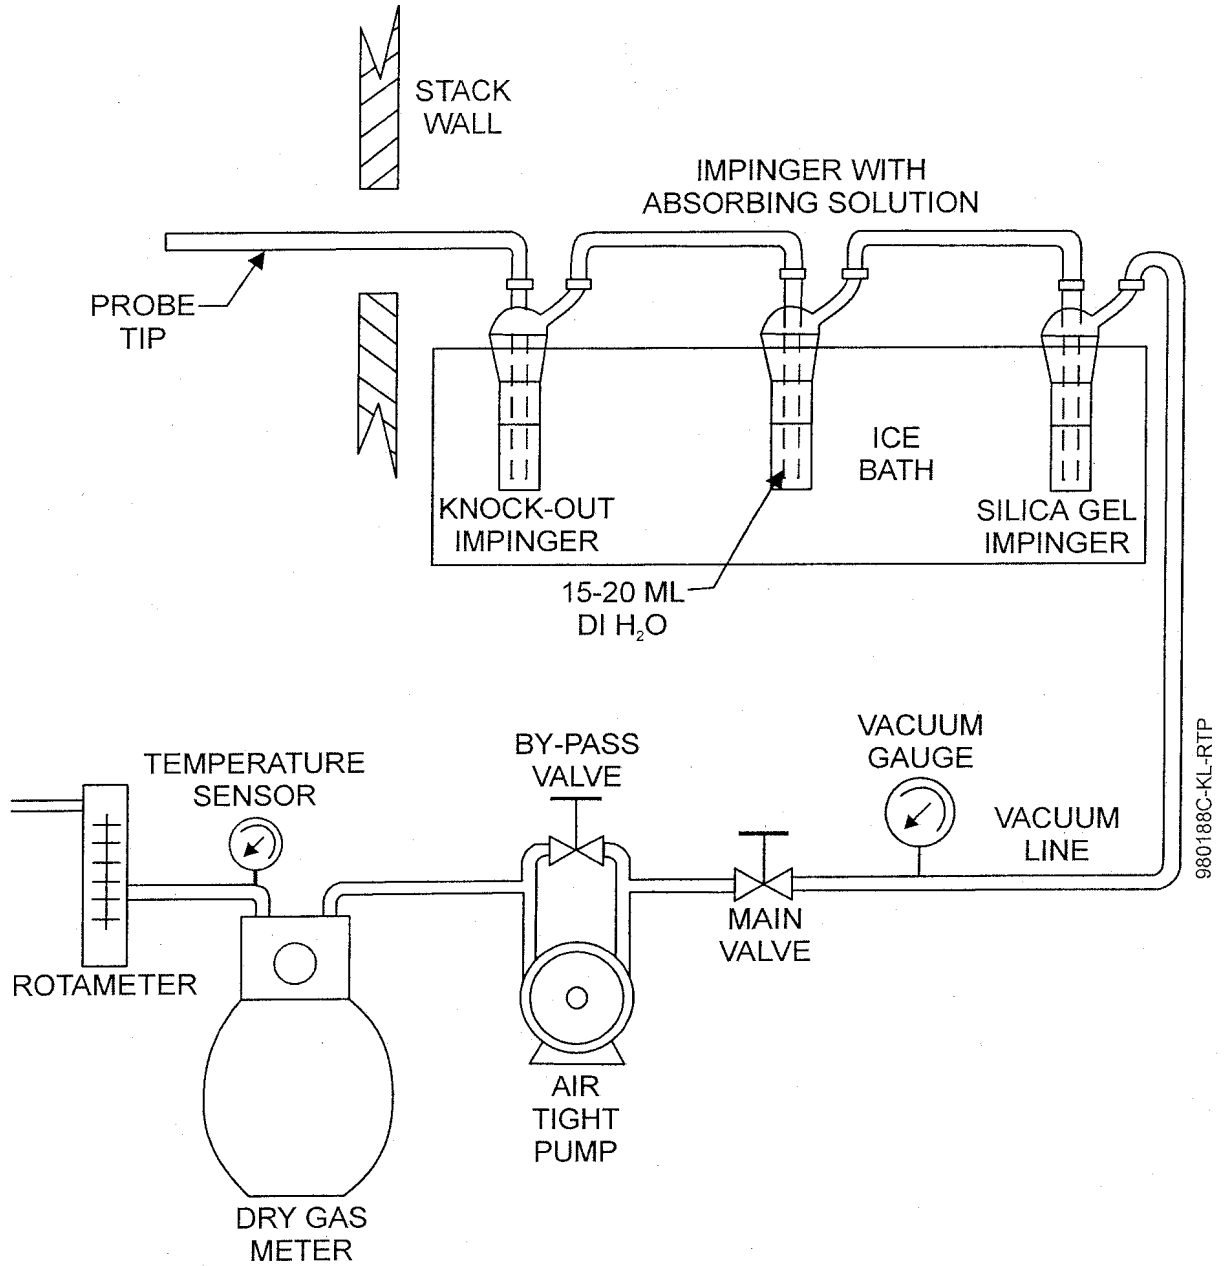 STACK
WALL
IMPINGER WITH
ABSORBING SOLUTION
PROBE
TIP
ICE
BATH
KNOCK-OUT
IMPINGER
SILICA GEL
IMPINGER
15-20 ML
DI H₂O
VACUUM
GAUGE
BY-PASS
VALVE
TEMPERATURE
SENSOR
VACUUM
LINE
980188C-KL-RTP
MAIN
VALVE
ROTAMETER
AIR
TIGHT
PUMP
DRY GAS
METER